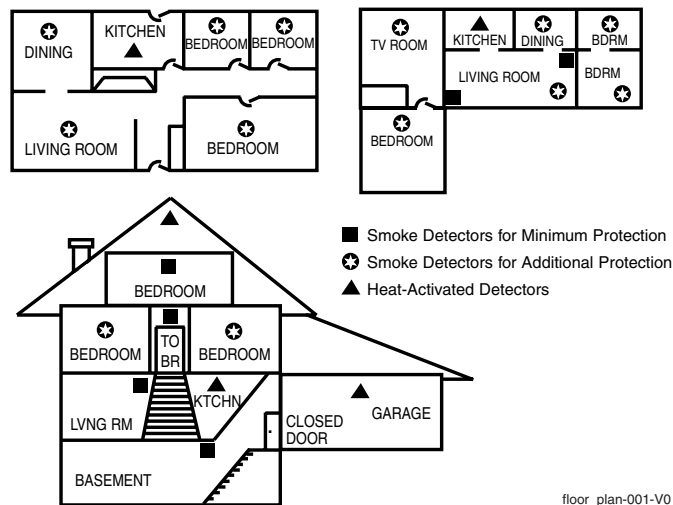 DINING
KITCHEN
BEDROOM
BEDROOM
LIVING ROOM
BEDROOM
TV ROOM
KITCHEN
DINING
BDRM
LIVING ROOM
BDRM
BEDROOM
Smoke Detectors for Minimum Protection
Smoke Detectors for Additional Protection
Heat-Activated Detectors
BEDROOM
BEDROOM
TO
BR
BEDROOM
LVNG RM
KTCHN
CLOSED
DOOR
GARAGE
BASEMENT
floor_plan-001-V0